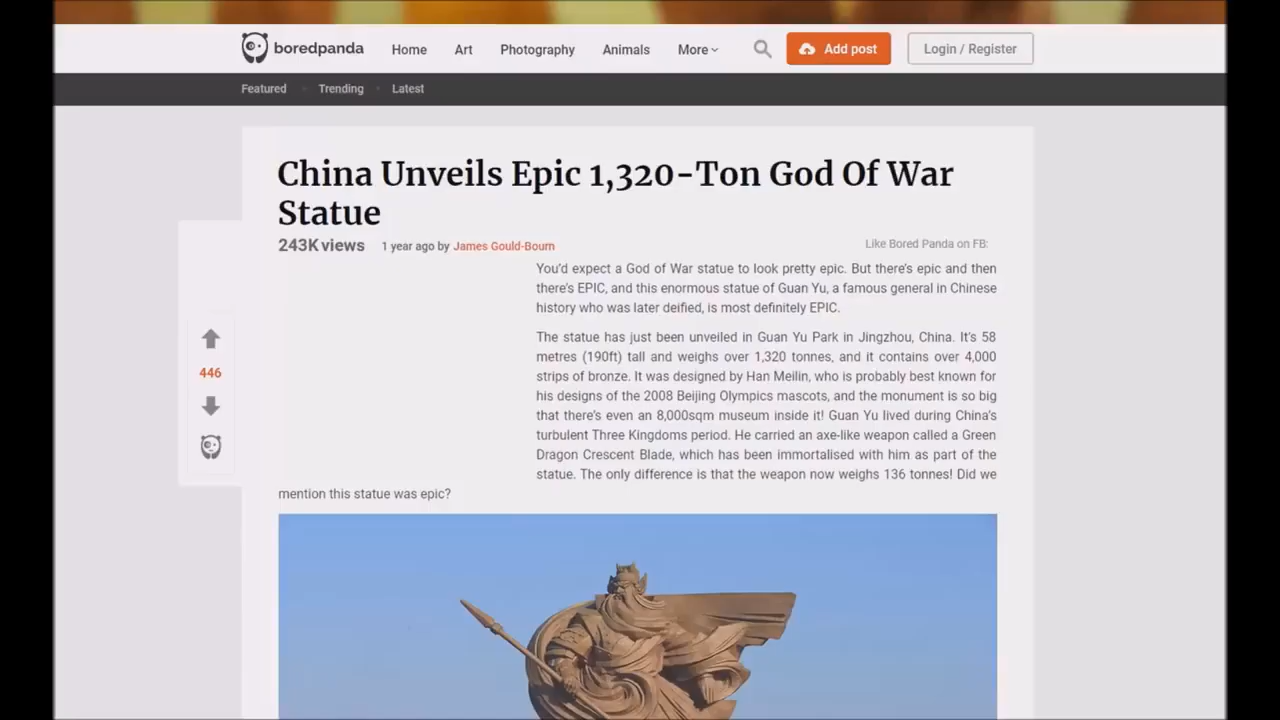 boredpanda
Home Art Photography Animals More
Add post
Login / Register
Featured Trending Latest
China Unveils Epic 1,320-Ton God Of War
Statue
243K views 1 year ago by James Gould-Bourn Like Bored Panda on FB:
You'd expect a God of War statue to look pretty epic. But there's epic and then
there's EPIC, and this enormous statue of Guan Yu, a famous general in Chinese
history who was later deified, is most definitely EPIC.
The statue has just been unveiled in Guan Yu Park in Jingzhou, China. It's 58
metres (190ft) tall and weighs over 1,320 tonnes, and it contains over 4,000
strips of bronze. It was designed by Han Meilin, who is probably best known for
his designs of the 2008 Beijing Olympics mascots, and the monument is so big
that there's even an 8,000sqm museum inside it! Guan Yu lived during China's
turbulent Three Kingdoms period. He carried an axe-like weapon called a Green
Dragon Crescent Blade, which has been immortalised with him as part of the
statue. The only difference is that the weapon now weighs 136 tonnes! Did we
mention this statue was epic?
446